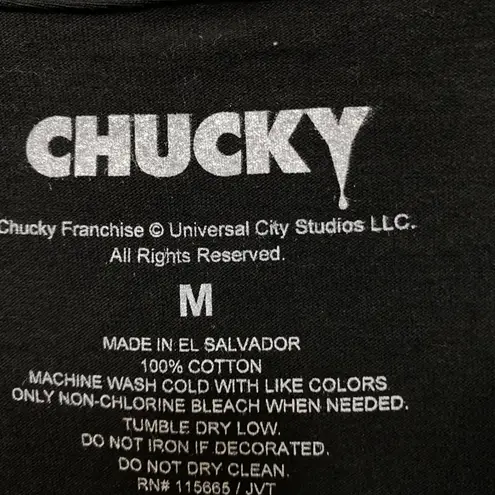 CHUCKY
Chucky Franchise © Universal City Studios LLC.
All Rights Reserved.
M
MADE IN EL SALVADOR
100% COTTON
MACHINE WASH COLD WITH LIKE COLORS
ONLY NON-CHLORINE BLEACH WHEN NEEDED.
TUMBLE DRY LOW.
DO NOT IRON IF DECORATED.
DO NOT DRY CLEAN.
RN# 115665 / JVT